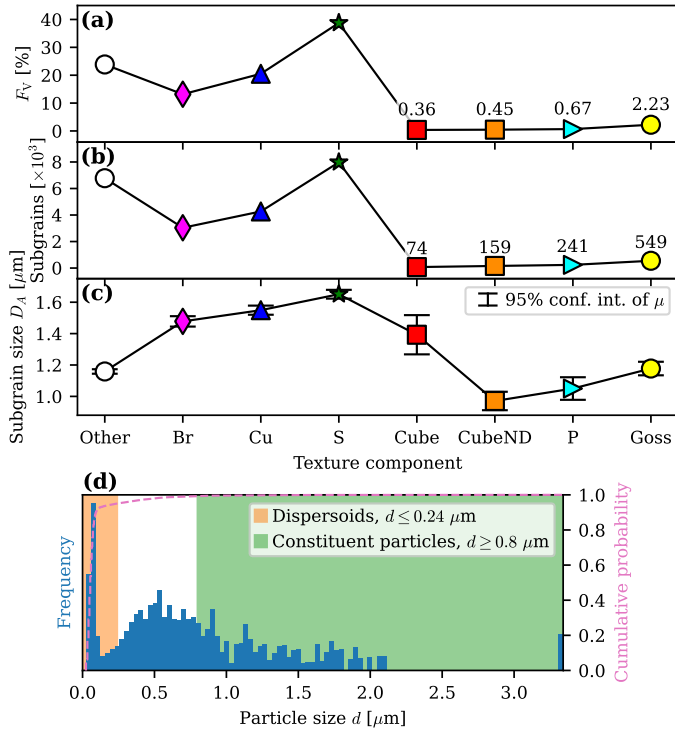 (a)
F_V [%]
40
30
20
10
0
0.36 0.45 0.67 2.23
(b)
Subgrains [×10³]
8
6
4
2
0
74 159 241 549
(c)
Subgrain size D_A [μm]
1.6
1.4
1.2
1.0
95% conf. int. of μ
Other Br Cu S Cube CubeND P Goss
Texture component
(d)
Frequency
Dispersoids, d ≤ 0.24 μm
Constituent particles, d ≥ 0.8 μm
1.0
0.8
0.6
0.4
0.2
0.0
Cumulative probability
0.0 0.5 1.0 1.5 2.0 2.5 3.0
Particle size d [μm]